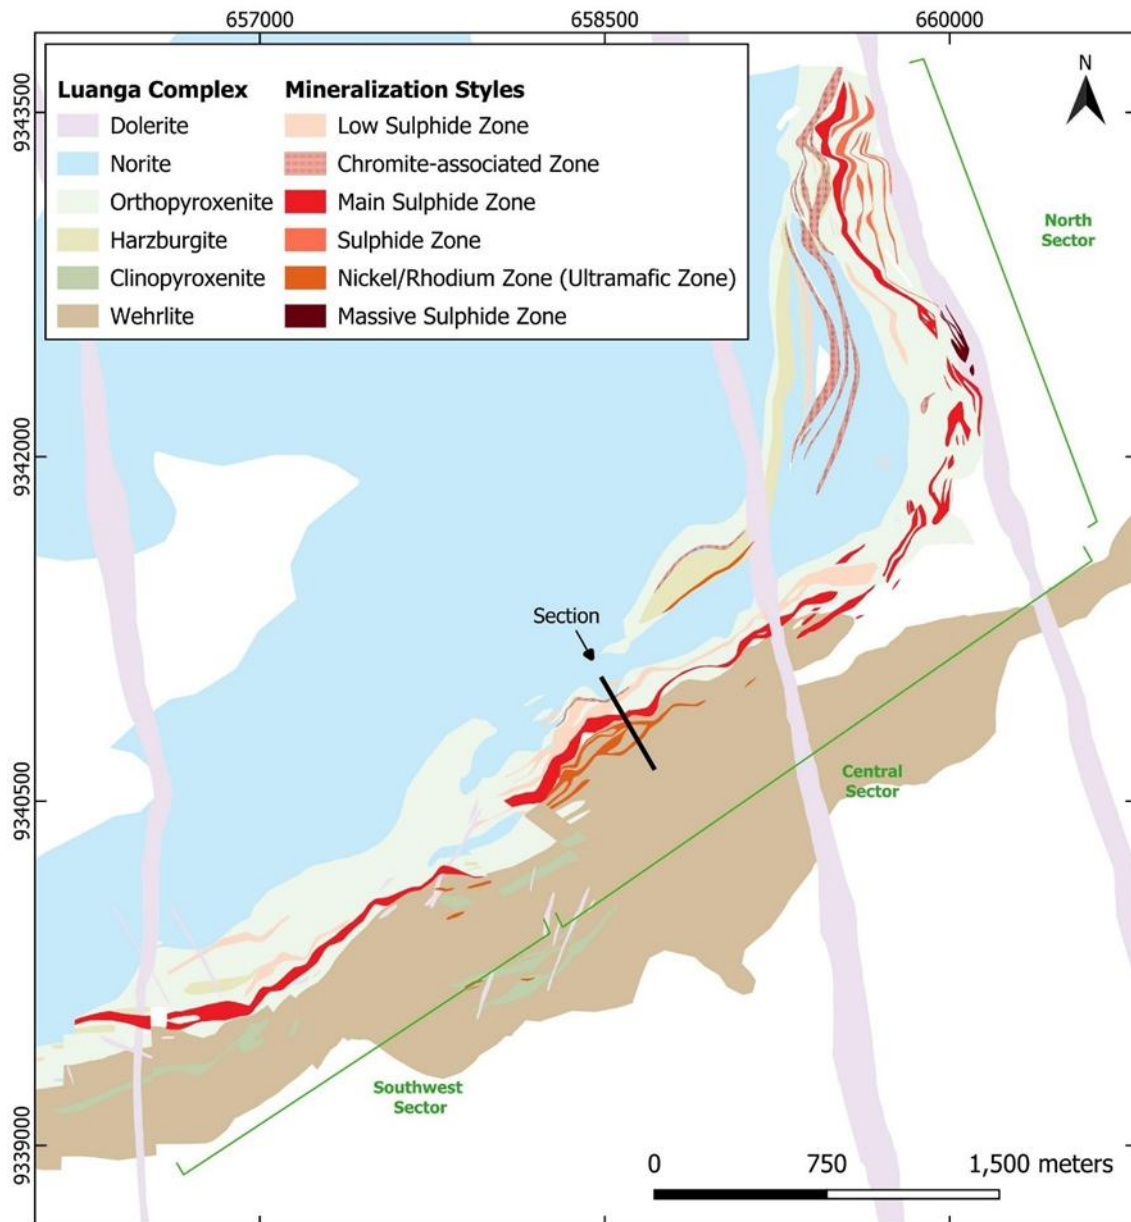 657000
658500
660000
9343500
9342000
9340500
9339000
Luanga Complex
Dolerite
Norite
Orthopyroxenite
Harzburgite
Clinopyroxenite
Wehrlite
Mineralization Styles
Low Sulphide Zone
Chromite-associated Zone
Main Sulphide Zone
Sulphide Zone
Nickel/Rhodium Zone (Ultramafic Zone)
Massive Sulphide Zone
N
North
Sector
Section
Central
Sector
Southwest
Sector
0
750
1,500 meters